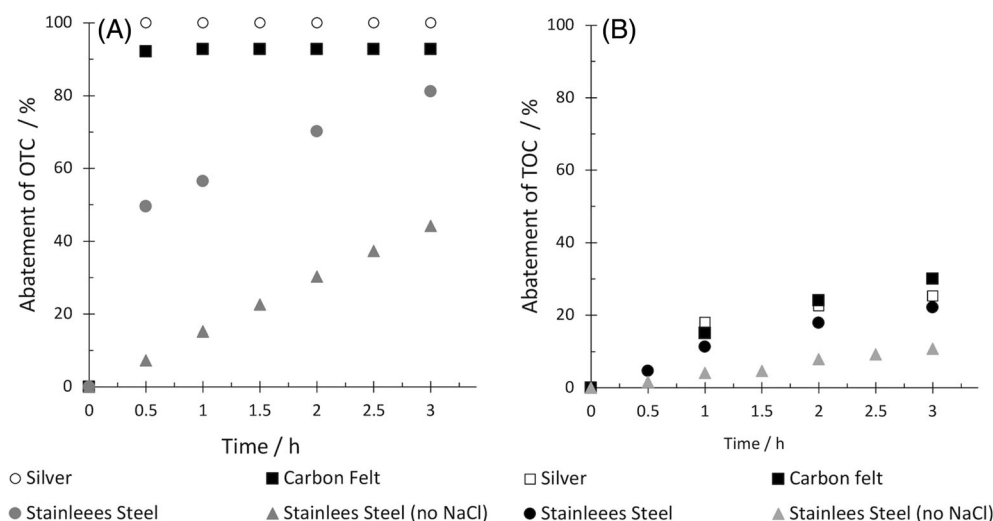 (A)
Abatement of OTC / %
100
80
60
40
20
0
0 0.5 1 1.5 2 2.5 3
Time / h
Silver
Carbon Felt
Stainleees Steel
Stainlees Steel (no NaCl)
(B)
Abatement of TOC / %
100
80
60
40
20
0
0 0.5 1 1.5 2 2.5 3
Time / h
Silver
Carbon felt
Stainleees Steel
Stainlees Steel (no NaCl)